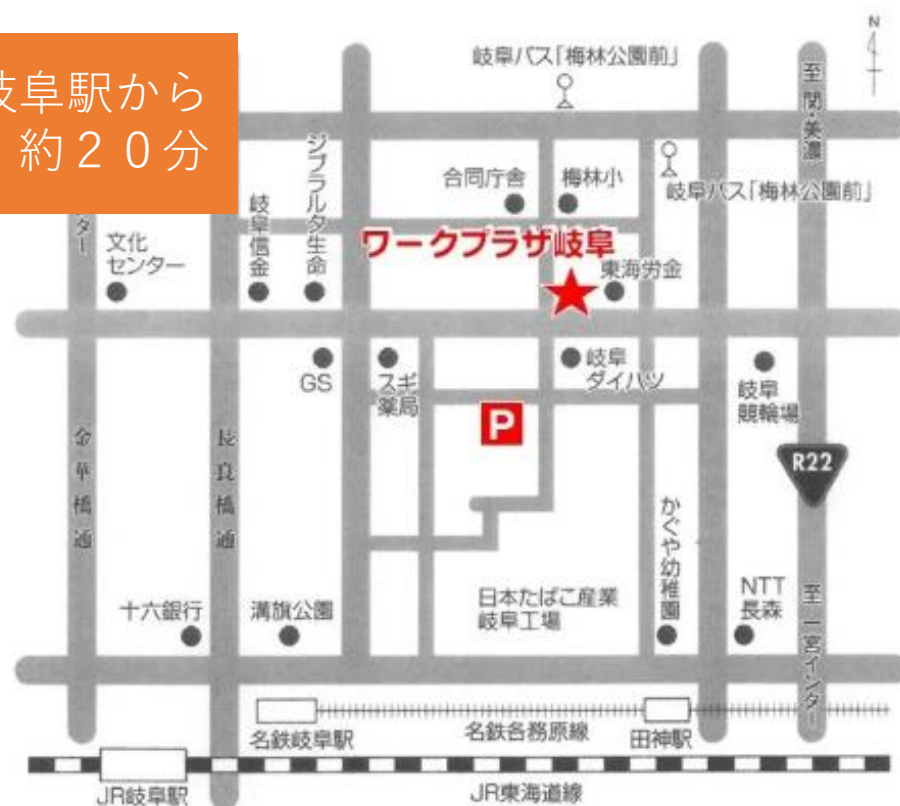 岐阜駅から
約２０分
N
岐阜バス「梅林公園前」
至 関・美濃
ジブラルタ生命
合同庁舎
梅林小
岐阜バス「梅林公園前」
ター
文化
センター
岐阜信金
ワークプラザ岐阜
東海労金
GS
スギ
薬局
岐阜
ダイハツ
岐阜
競輪場
P
金華橋通
長良橋通
R22
かぐや幼稚園
十六銀行
溝旗公園
日本たばこ産業
岐阜工場
NTT
長森
至 一宮インター
名鉄岐阜駅
名鉄各務原線
田神駅
JR岐阜駅
JR東海道線